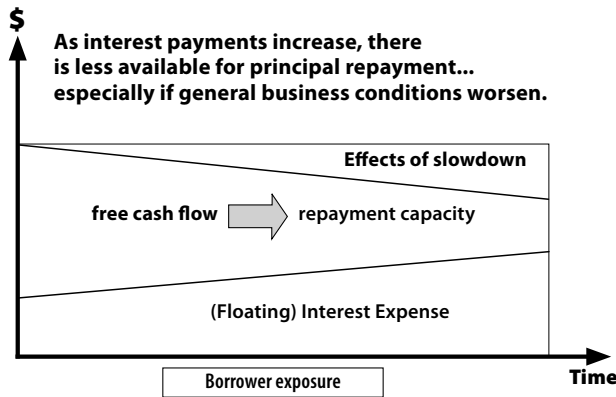 $
As interest payments increase, there
is less available for principal repayment...
especially if general business conditions worsen.
Effects of slowdown
free cash flow repayment capacity
(Floating) Interest Expense
Time
Borrower exposure